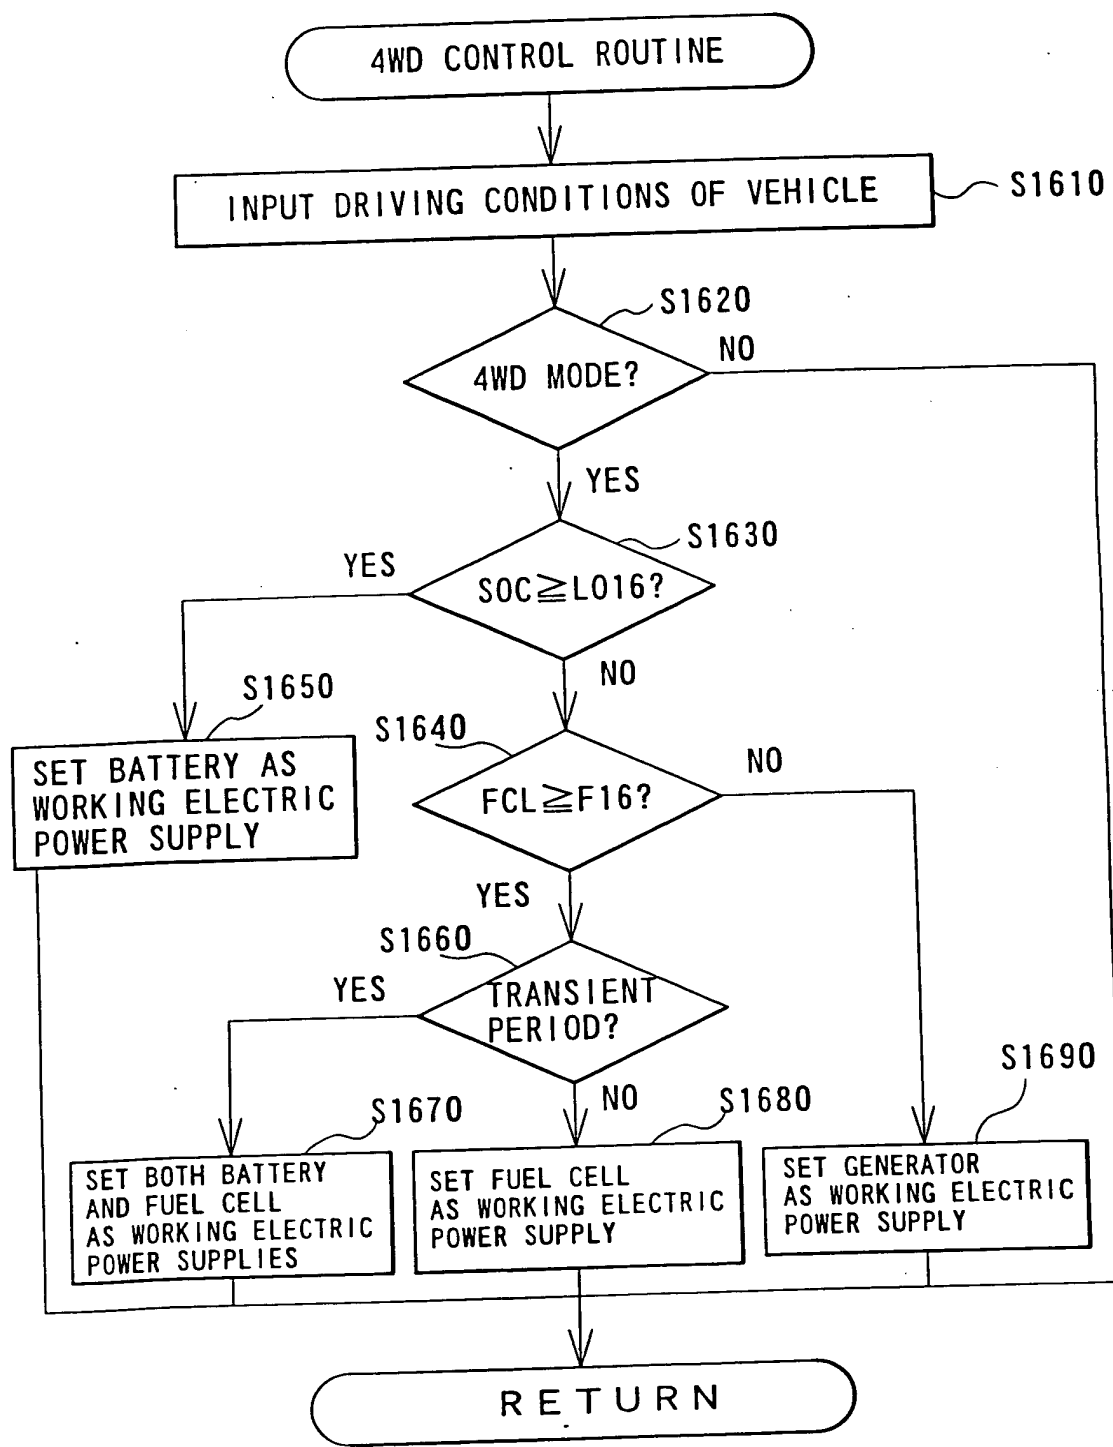 4WD CONTROL ROUTINE
INPUT DRIVING CONDITIONS OF VEHICLE
S1610
S1620
4WD MODE?
NO
YES
S1630
YES
SOC≧LO16?
NO
S1650
SET BATTERY AS
WORKING ELECTRIC
POWER SUPPLY
S1640
FCL≧F16?
NO
YES
S1660
YES
TRANSIENT
PERIOD?
NO
S1670
SET BOTH BATTERY
AND FUEL CELL
AS WORKING ELECTRIC
POWER SUPPLIES
S1680
SET FUEL CELL
AS WORKING ELECTRIC
POWER SUPPLY
S1690
SET GENERATOR
AS WORKING ELECTRIC
POWER SUPPLY
RETURN